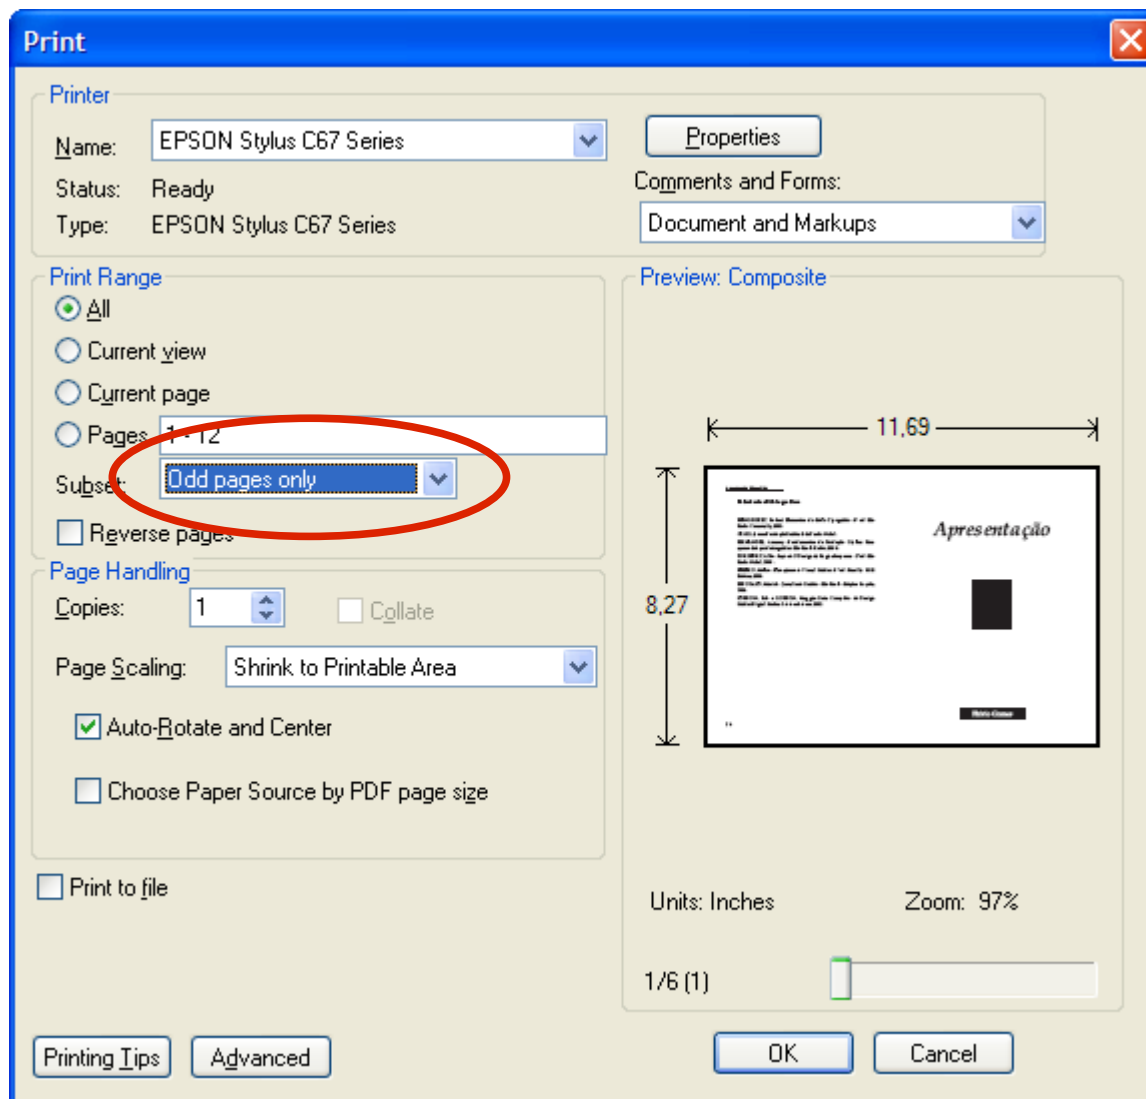 Print
Printer
Name: EPSON Stylus C67 Series Properties
Status: Ready Comments and Forms:
Type: EPSON Stylus C67 Series Document and Markups
Print Range
All
Current view
Current page
Pages 1 - 12
Subset: Odd pages only
Reverse pages
Page Handling
Copies: 1 Collate
Page Scaling: Shrink to Printable Area
Auto-Rotate and Center
Choose Paper Source by PDF page size
Print to file
Preview: Composite
11,69
8,27
Apresentação
Units: Inches Zoom: 97%
1/6 (1)
Printing Tips Advanced OK Cancel